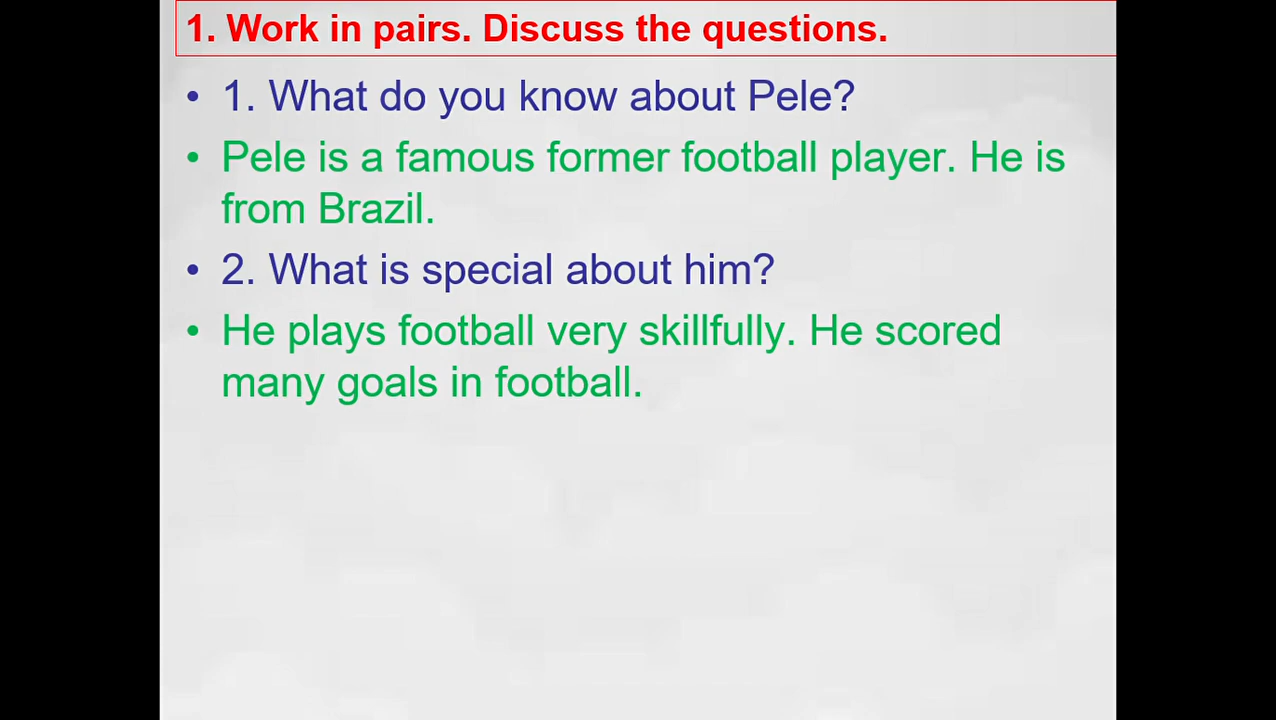 1. Work in pairs. Discuss the questions.
• 1. What do you know about Pele?
• Pele is a famous former football player. He is
from Brazil.
• 2. What is special about him?
• He plays football very skillfully. He scored
many goals in football.